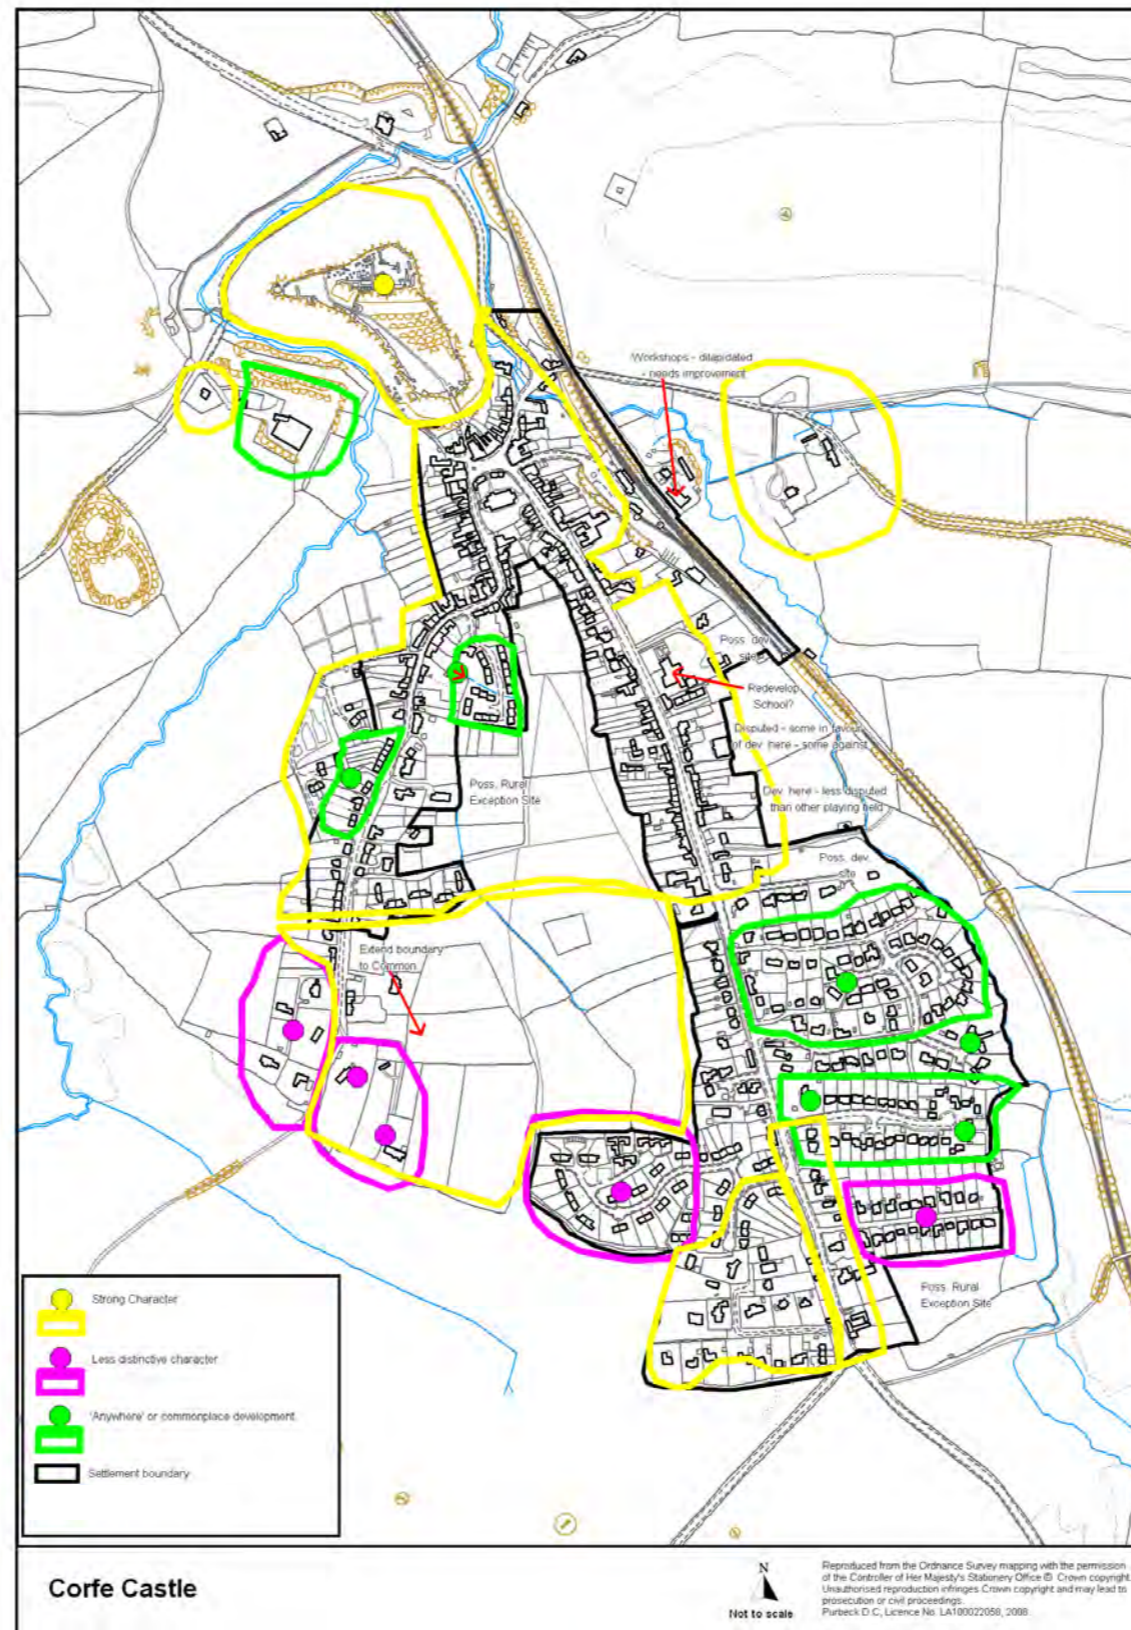 Workshops - dilapidated
- needs improvement
Poss. dev.
site
Redevelop
School?
Disputed - some in favour
of dev. here - some against
Dev. here - less disputed
than other playing field
Poss. Rural
Exception Site
Poss. dev.
site
Extend boundary
to Common
Poss. Rural
Exception Site
Strong Character
Less distinctive character
'Anywhere' or commonplace development
Settlement boundary
Corfe Castle
N
Not to scale
Reproduced from the Ordnance Survey mapping with the permission
of the Controller of Her Majesty's Stationery Office © Crown copyright.
Unauthorised reproduction infringes Crown copyright and may lead to
prosecution or civil proceedings.
Purbeck D.C, Licence No. LA100022058, 2008.